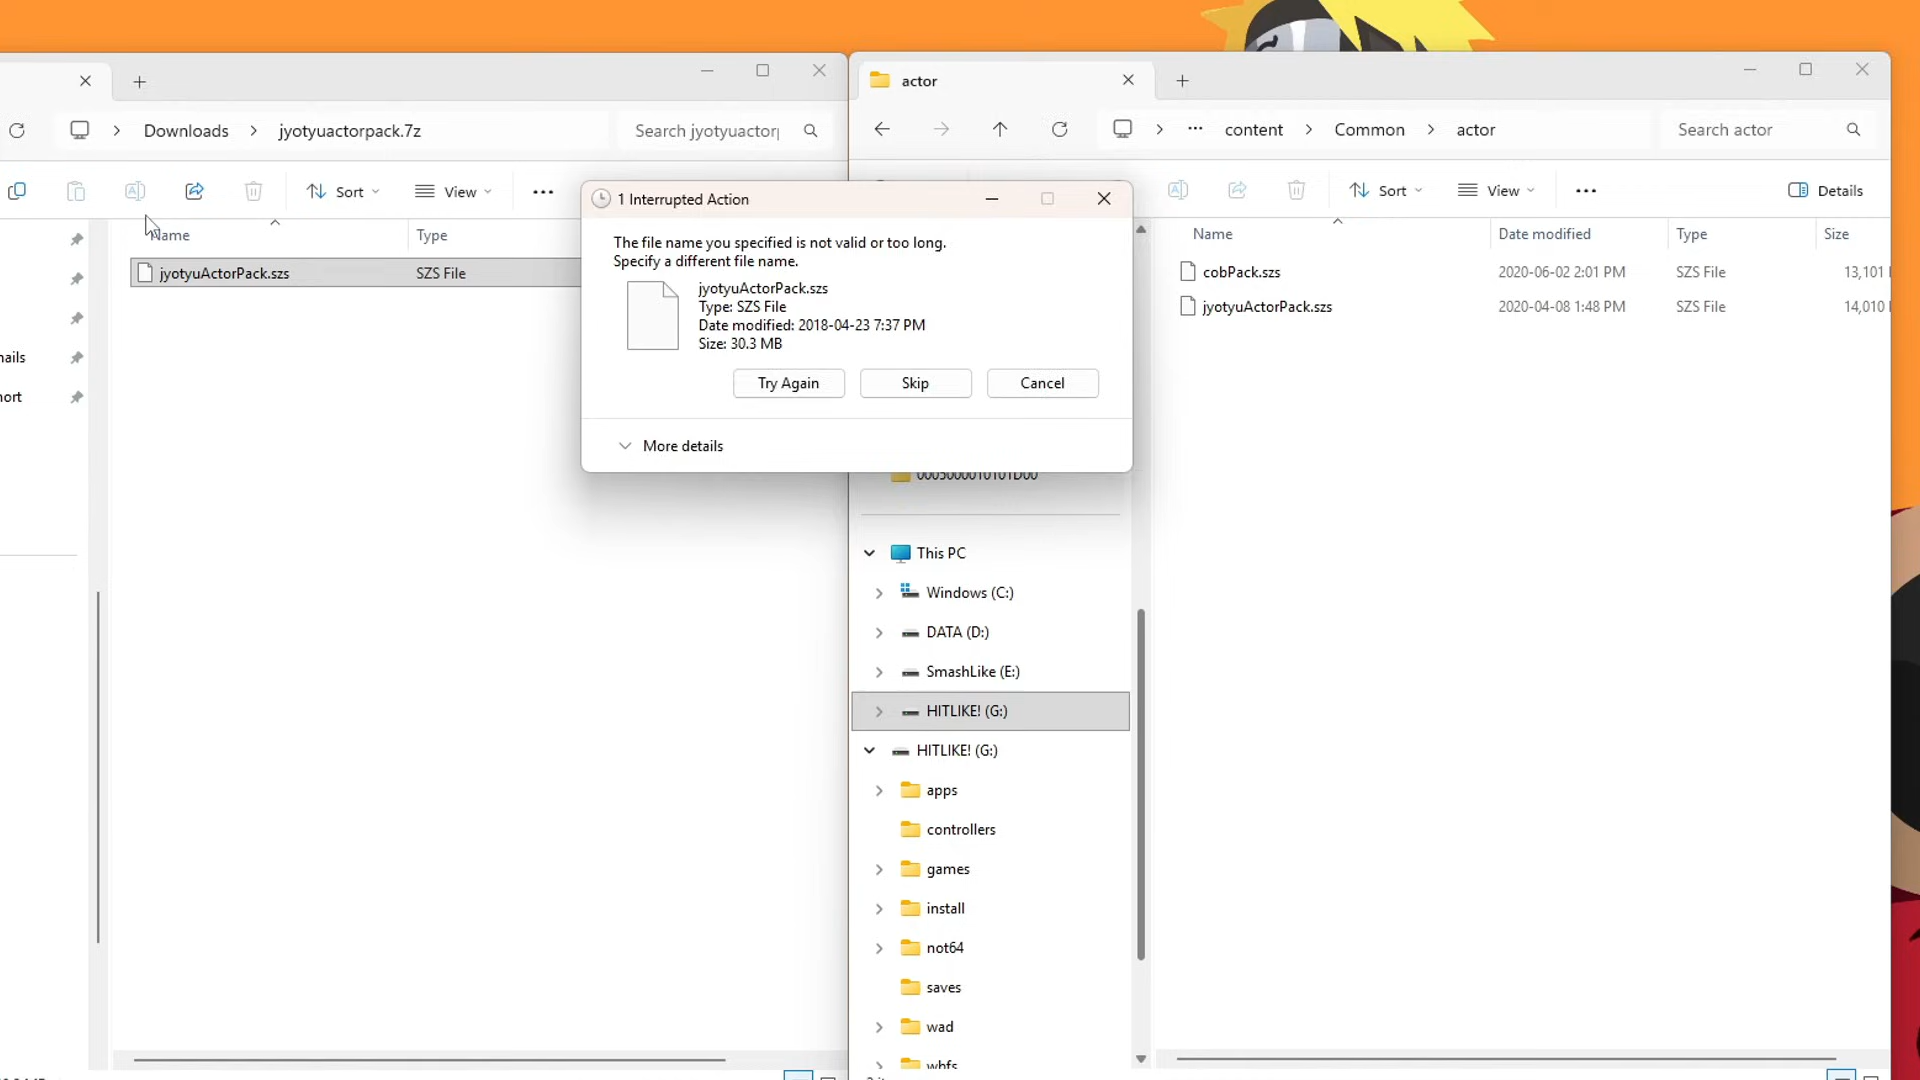 actor
Downloads
jyotyuactorpack.7z
Search jyotyuactor
content
Common
actor
Search actor
Sort
View
Sort
View
Details
Name
Type
jyotyuActorPack.szs
SZS File
1 Interrupted Action
The file name you specified is not valid or too long.
Specify a different file name.
jyotyuActorPack.szs
Type: SZS File
Date modified: 2018-04-23 7:37 PM
Size: 30.3 MB
Try Again
Skip
Cancel
More details
Name
Date modified
Type
Size
cobPack.szs
2020-06-02 2:01 PM
SZS File
13,101
jyotyuActorPack.szs
2020-04-08 1:48 PM
SZS File
14,010
nails
ort
0005000010101D00
This PC
Windows (C:)
DATA (D:)
SmashLike (E:)
HITLIKE! (G:)
HITLIKE! (G:)
apps
controllers
games
install
not64
saves
wad
wbfs